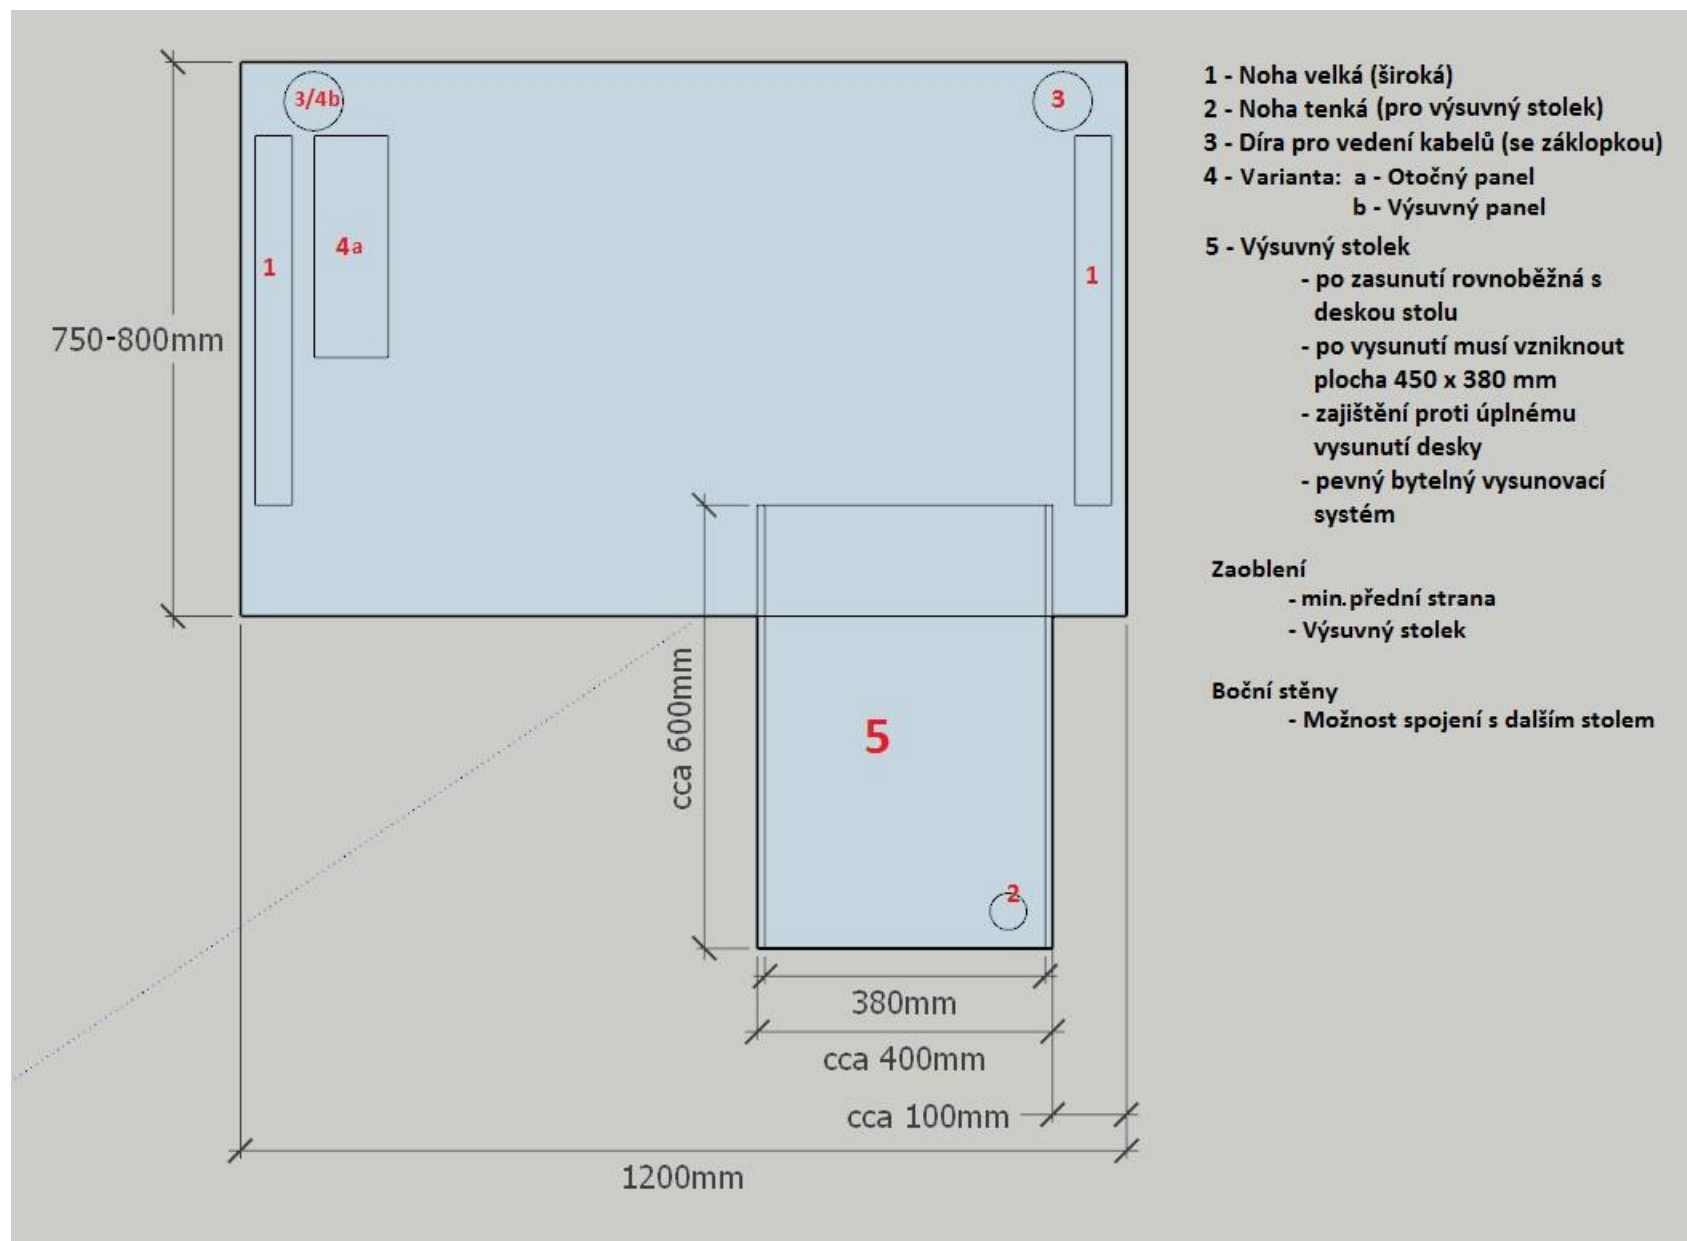 3/4b
3
1
4a
1
750-800mm
cca 600mm
5
2
380mm
cca 400mm
cca 100mm
1200mm
1 - Noha velká (široká)
2 - Noha tenká (pro výsuvný stolek)
3 - Díra pro vedení kabelů (se záklopkou)
4 - Varianta: a - Otočný panel
b - Výsuvný panel
5 - Výsuvný stolek
- po zasunutí rovnoběžná s
deskou stolu
- po vysunutí musí vzniknout
plocha 450 x 380 mm
- zajištění proti úplnému
vysunutí desky
- pevný bytelný vysunovací
systém
Zaoblení
- min. přední strana
- Výsuvný stolek
Boční stěny
- Možnost spojení s dalším stolem